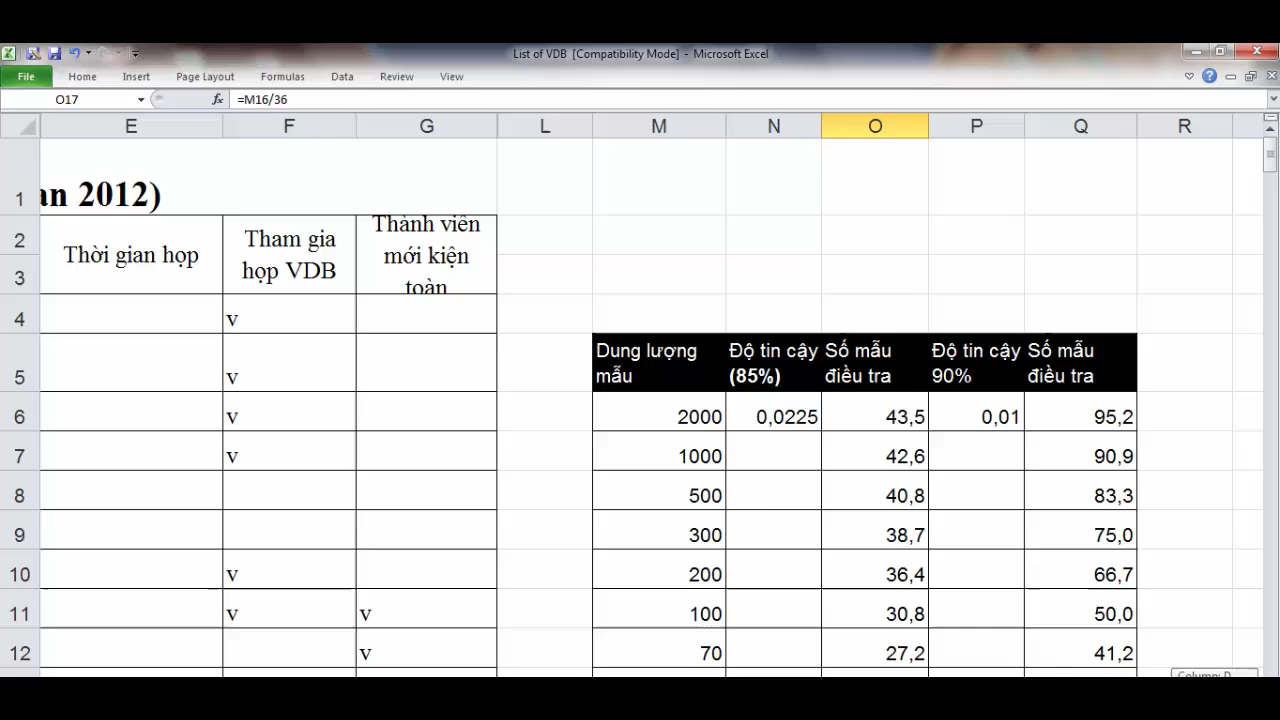 List of VDB [Compatibility Mode] - Microsoft Excel
File Home Insert Page Layout Formulas Data Review View
O17 fx =M16/36
E F G L M N O P Q R
1 an 2012)
2 Thời gian họp Tham gia họp VDB Thành viên mới kiện toàn
3
4 v
5 v Dung lượng mẫu Độ tin cậy (85%) Số mẫu điều tra Độ tin cậy 90% Số mẫu điều tra
6 v 2000 0,0225 43,5 0,01 95,2
7 v 1000 42,6 90,9
8 500 40,8 83,3
9 300 38,7 75,0
10 v 200 36,4 66,7
11 v v 100 30,8 50,0
12 v 70 27,2 41,2